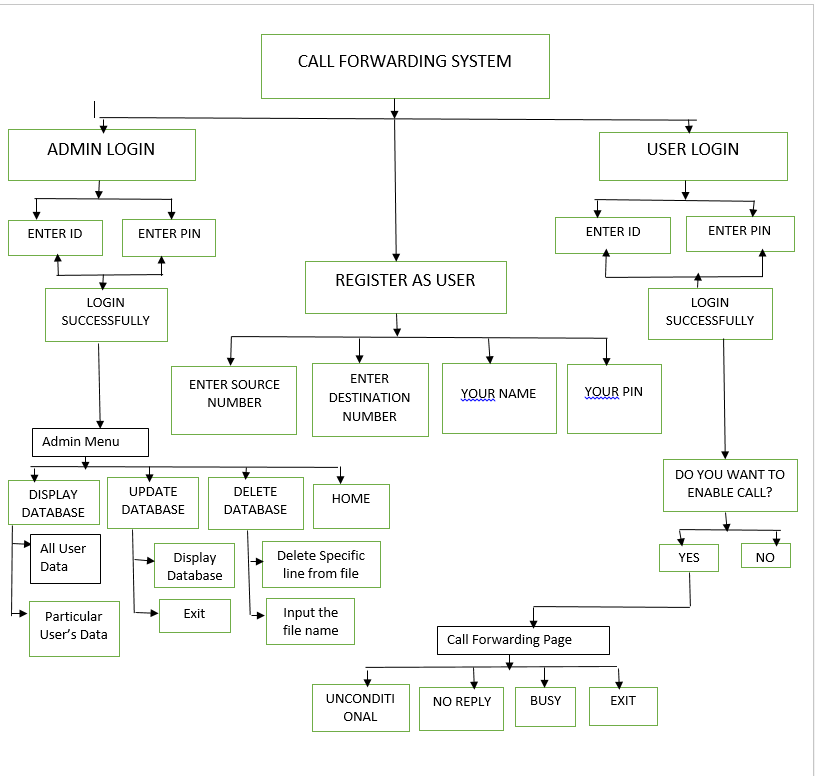 CALL FORWARDING SYSTEM
ADMIN LOGIN
USER LOGIN
ENTER ID
ENTER PIN
ENTER ID
ENTER PIN
REGISTER AS USER
LOGIN
SUCCESSFULLY
LOGIN
SUCCESSFULLY
ENTER SOURCE
NUMBER
ENTER
DESTINATION
NUMBER
YOUR NAME
YOUR PIN
Admin Menu
DO YOU WANT TO
ENABLE CALL?
DISPLAY
DATABASE
UPDATE
DATABASE
DELETE
DATABASE
HOME
All User
Data
Display
Database
Delete Specific
line from file
YES
NO
Particular
User's Data
Exit
Input the
file name
Call Forwarding Page
UNCONDITI
ONAL
NO REPLY
BUSY
EXIT